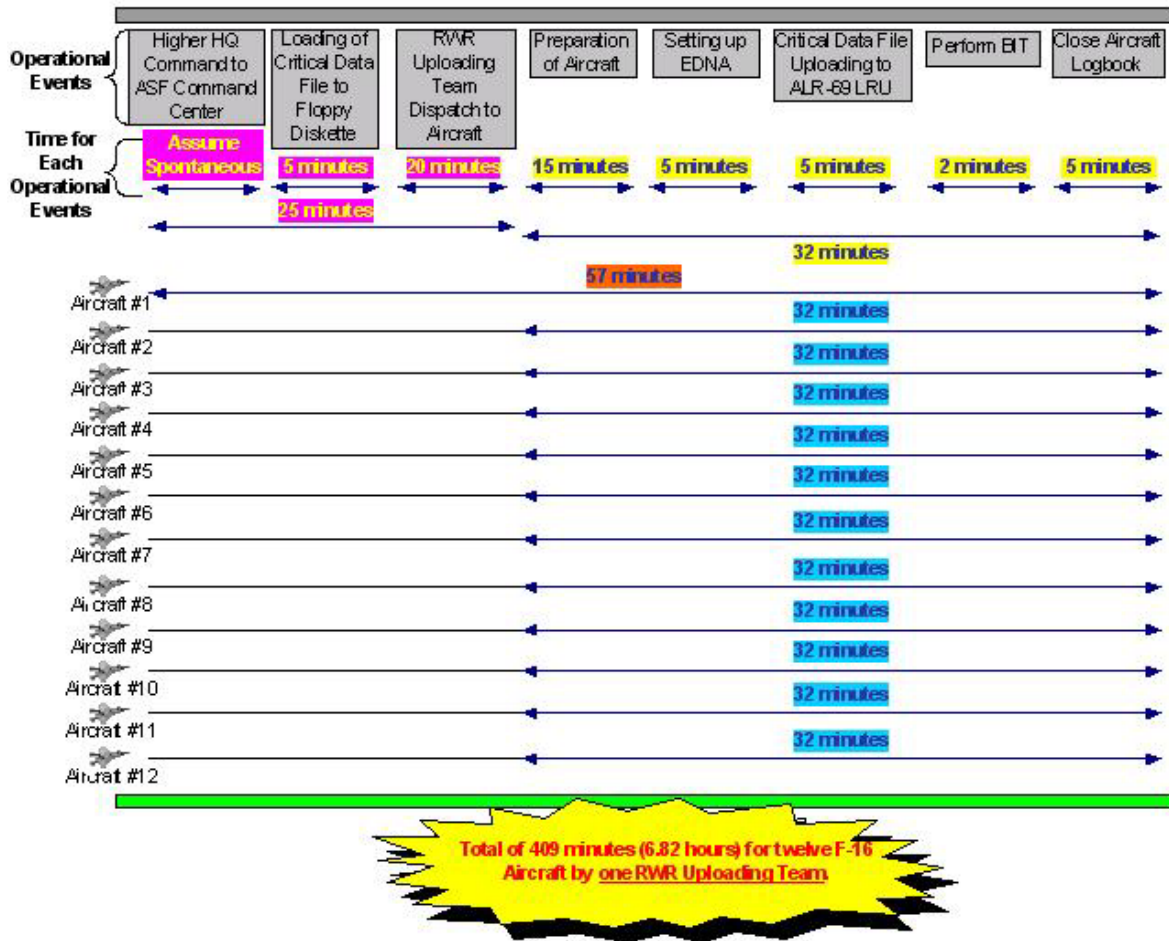 Operational
Events
Higher HQ
Command to
ASF Command
Center
Loading of
Critical Data
File to
Floppy
Diskette
RWR
Uploading
Team
Dispatch to
Aircraft
Preparation
of Aircraft
Setting up
EDNA
Critical Data File
Uploading to
ALR-69 LRU
Perform BIT
Close Aircraft
Logbook
Time for
Each
Operational
Events
Assume
Spontaneous
5 minutes
20 minutes
15 minutes
5 minutes
5 minutes
2 minutes
5 minutes
25 minutes
32 minutes
57 minutes
Aircraft #1
32 minutes
Aircraft #2
32 minutes
Aircraft #3
32 minutes
Aircraft #4
32 minutes
Aircraft #5
32 minutes
Aircraft #6
32 minutes
Aircraft #7
32 minutes
Aircraft #8
32 minutes
Aircraft #9
32 minutes
Aircraft #10
32 minutes
Aircraft #11
32 minutes
Aircraft #12
Total of 409 minutes (6.82 hours) for twelve F-16
Aircraft by one RWR Uploading Team.